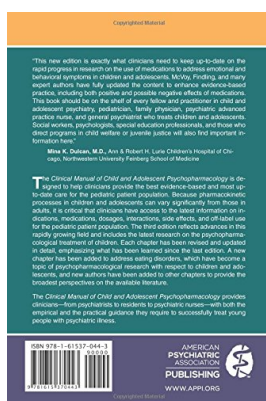 Copyrighted Material
"This new edition is exactly what clinicians need to keep up-to-date on the
rapid progress in research on the use of medications to address emotional and
behavioral symptoms in children and adolescents. McVoy, Findling, and many
expert authors have fully updated the content to enhance evidence-based
practice, including both positive and possible negative effects of medications.
This book should be on the shelf of every fellow and practitioner in child and
adolescent psychiatry, pediatrician, family physician, psychiatric advanced
practice nurse, and general psychiatrist who treats children and adolescents.
Social workers, psychologists, special education professionals, and those who
direct programs in child welfare or juvenile justice will also find important in-
formation here."
Mina K. Dulcan, M.D., Ann & Robert H. Lurie Children's Hospital of Chi-
cago, Northwestern University Feinberg School of Medicine
The Clinical Manual of Child and Adolescent Psychopharmacology is de-
signed to help clinicians provide the best evidence-based and most up-
to-date care for the pediatric patient population. Because pharmacokinetic
processes in children and adolescents can vary significantly from those in
adults, it is critical that clinicians have access to the latest information on in-
dications, medications, dosages, interactions, side effects, and off-label use
for the pediatric patient population. The third edition reflects advances in this
rapidly growing field and includes the latest research on the psychopharma-
cological treatment of children. Each chapter has been revised and updated
in detail, emphasizing what has been learned since the last edition. A new
chapter has been added to address eating disorders, which have become a
topic of psychopharmacological research with respect to children and ado-
lescents, and new authors have been added to other chapters to provide the
broadest perspectives on the available literature.
The Clinical Manual of Child and Adolescent Psychopharmacology provides
clinicians—from psychiatrists to residents to psychiatric nurses—with both the
empirical and the practical guidance they require to successfully treat young
people with psychiatric illness.
ISBN 978-1-61537-044-3
90000
9 781615 370443
AMERICAN
PSYCHIATRIC
ASSOCIATION
PUBLISHING
WWW.APPI.ORG
Copyrighted Material